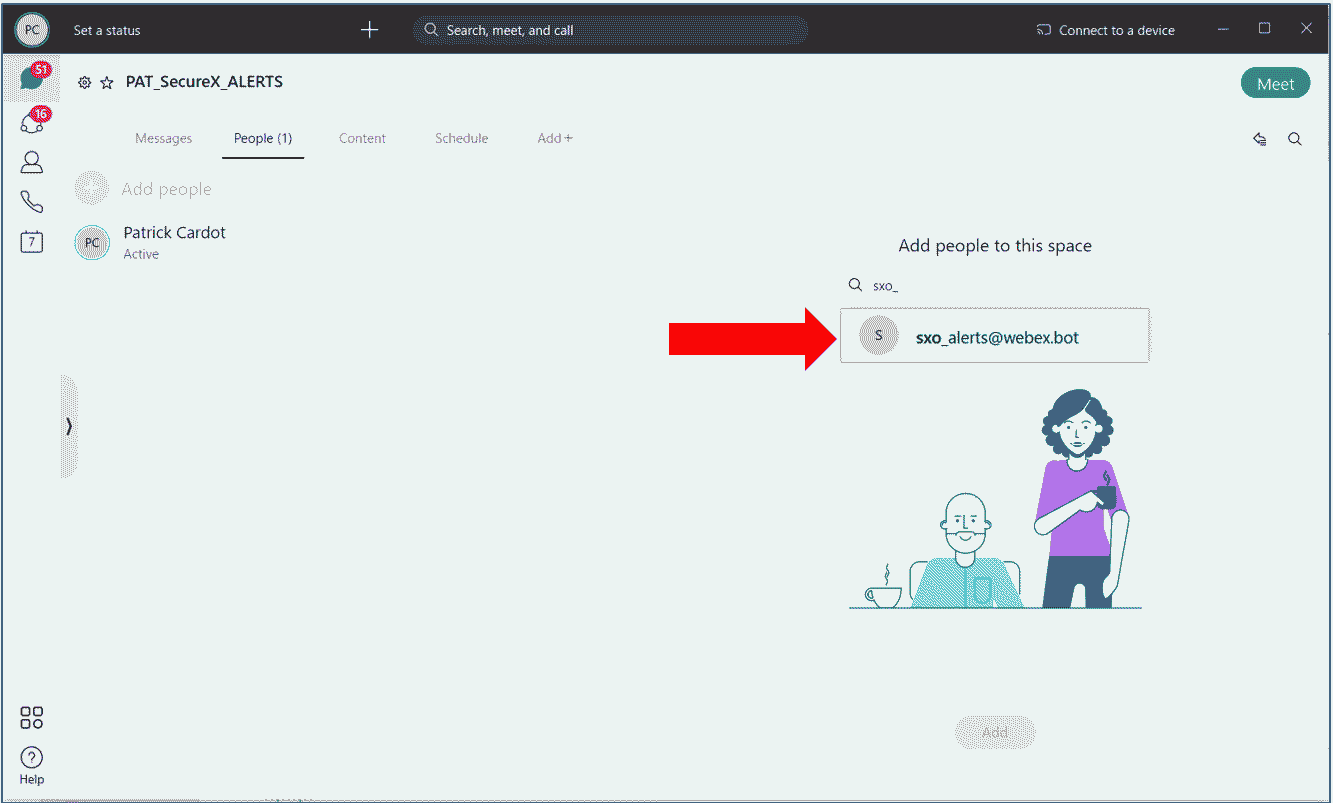 PC Set a status Search, meet, and call Connect to a device
51 PAT_SecureX_ALERTS Meet
16
Messages People (1) Content Schedule Add +
Add people
Patrick Cardot
PC
Active
7
Add people to this space
sxo_
S sxo_alerts@webex.bot
Add
?
Help